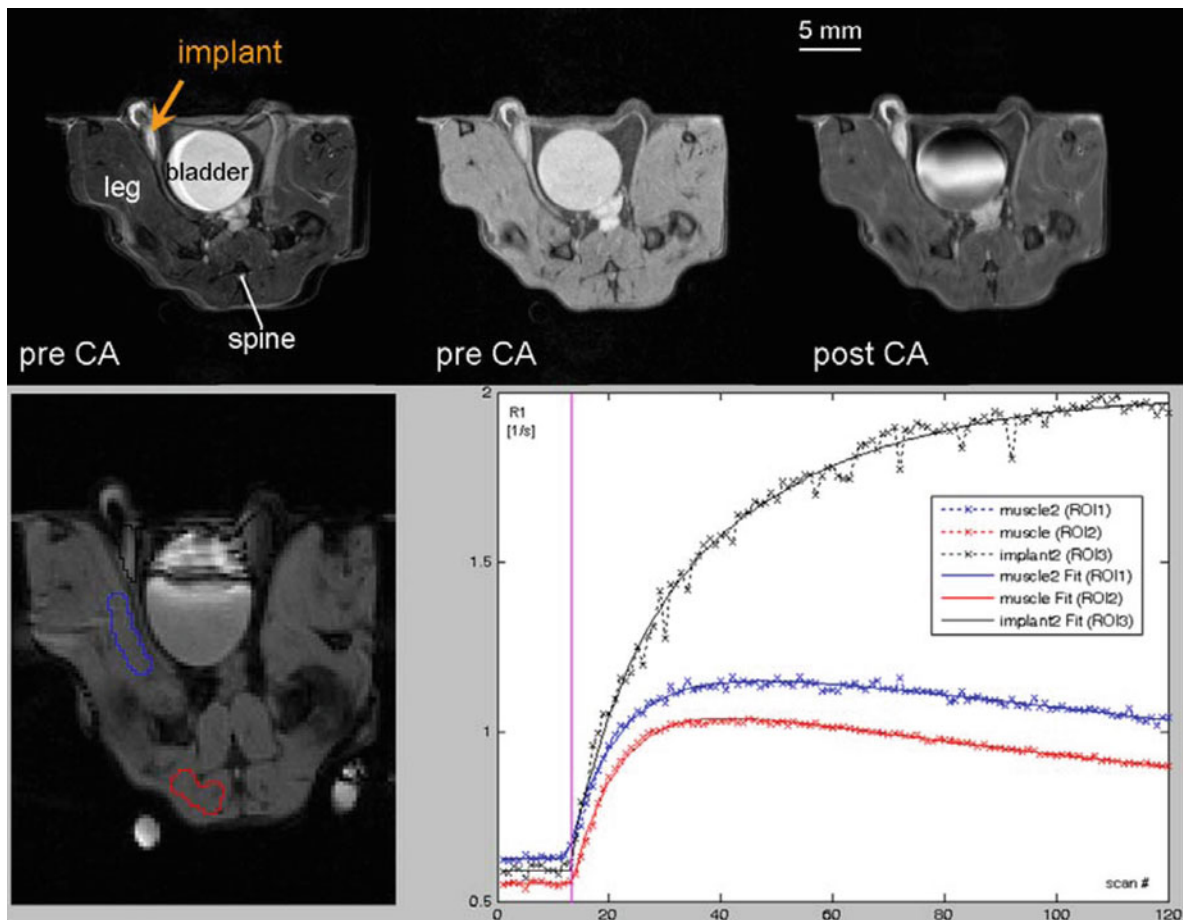 5 mm
implant
bladder
leg
spine
pre CA
pre CA
post CA
2
R1
[1/s]
muscle2 (ROI1)
muscle (ROI2)
implant2 (ROI3)
muscle2 Fit (ROI1)
muscle Fit (ROI2)
implant2 Fit (ROI3)
1.5
1
0.5
scan #
0
20
40
60
80
100
120